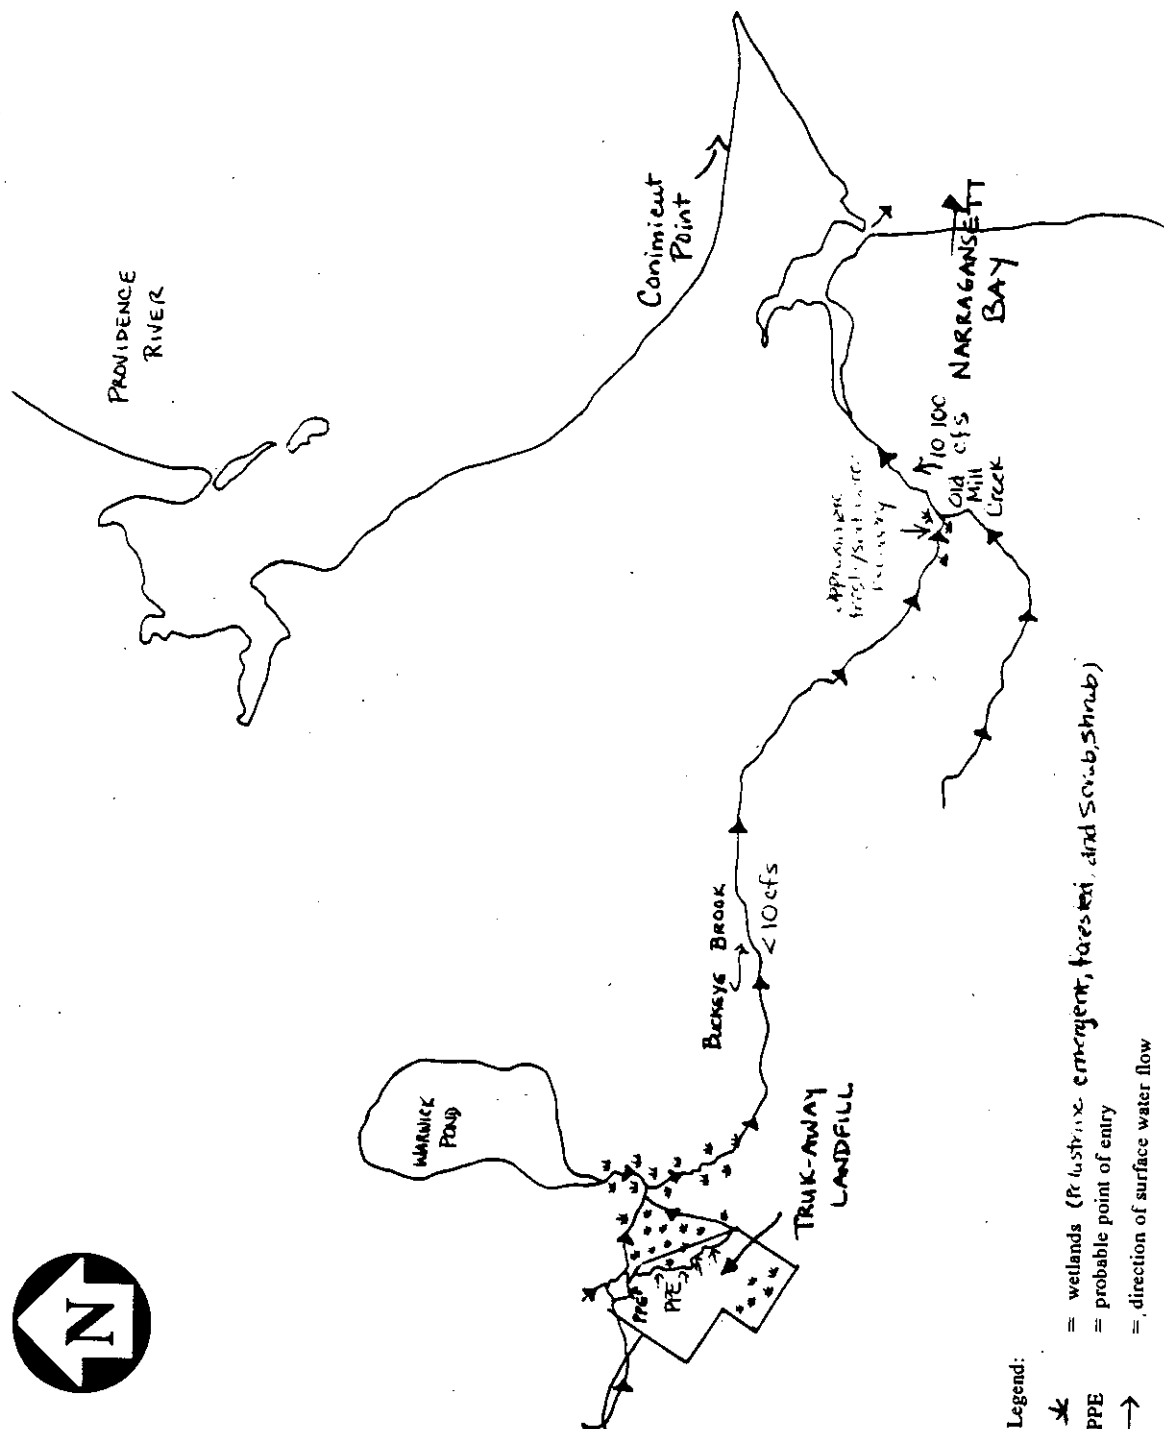 PROVIDENCE
RIVER
Conimicut
Point
NARRAGANSETT
BAY
10 100
cfs
Old
Mill
Creek
BUCKEYE BROOK
<10 cfs
WARWICK
POND
TRUK-AWAY
LANDFILL
PPE
PPE
N
Legend:
= wetlands (Palustrine emergent, forested, and scrub, shrub)
PPE = probable point of entry
→ = direction of surface water flow